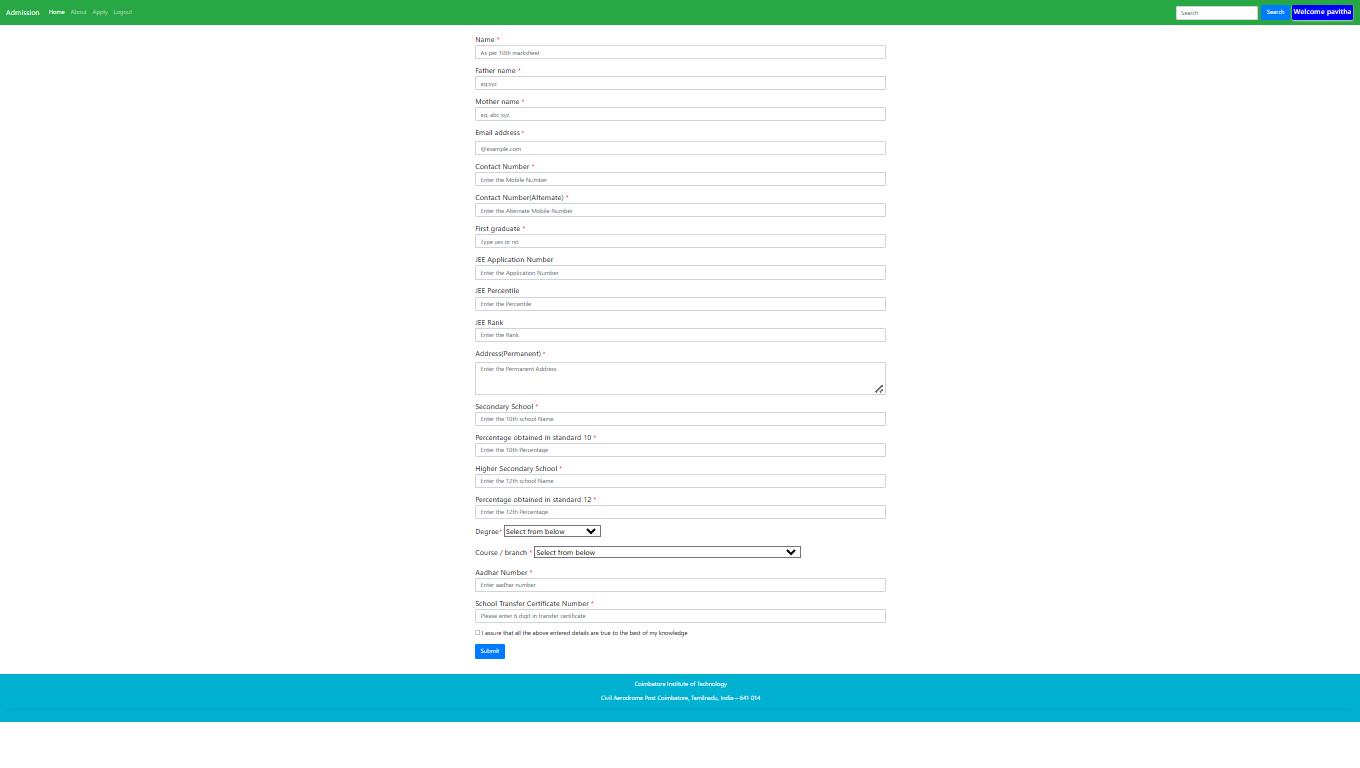 Admission Home About Apply Logout Search Search Welcome pavitha
Name *
As per 10th marksheet
Father name *
eg:xyz
Mother name *
eg: abc xyz
Email address *
@example.com
Contact Number *
Enter the Mobile Number
Contact Number(Alternate) *
Enter the Alternate Mobile Number
First graduate *
Type yes or no
JEE Application Number
Enter the Application Number
JEE Percentile
Enter the Percentile
JEE Rank
Enter the Rank
Address(Permanent) *
Enter the Permanent Address
Secondary School *
Enter the 10th school Name
Percentage obtained in standard 10 *
Enter the 10th Percentage
Higher Secondary School *
Enter the 12th school Name
Percentage obtained in standard 12 *
Enter the 12th Percentage
Degree* Select from below
Course / branch * Select from below
Aadhar Number *
Enter aadhar number
School Transfer Certificate Number *
Please enter 6 digit in transfer certificate
I assure that all the above entered details are true to the best of my knowledge
Submit
Coimbatore Institute of Technology
Civil Aerodrome Post Coimbatore, Tamilnadu, India – 641 014